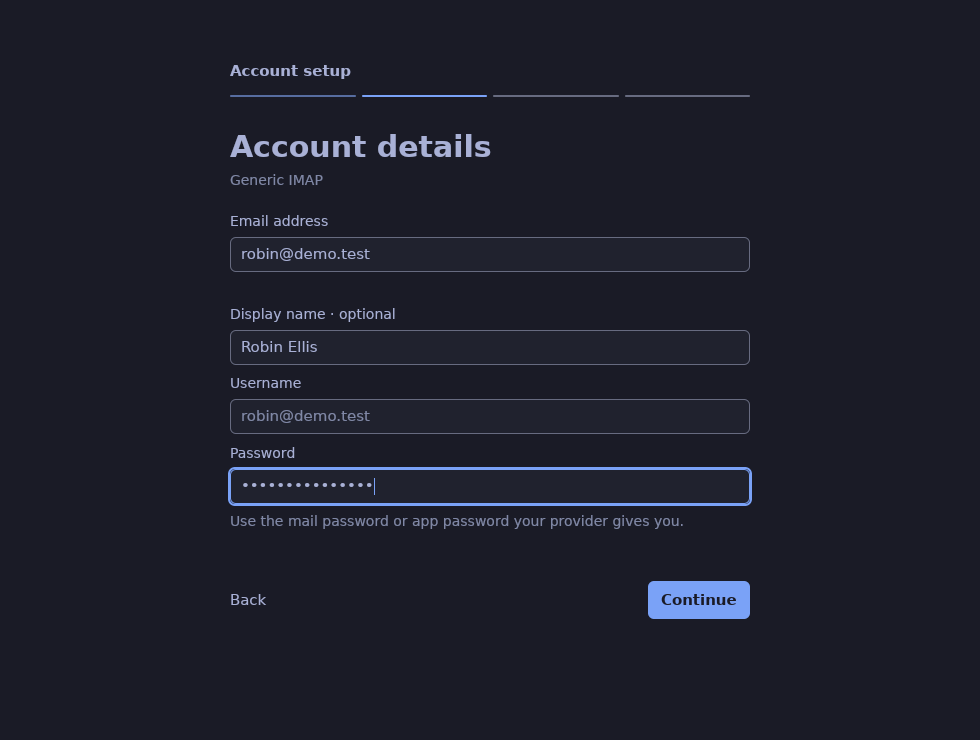 Account setup
Account details
Generic IMAP
Email address
robin@demo.test
Display name · optional
Robin Ellis
Username
robin@demo.test
Password
•••••••••••••••
Use the mail password or app password your provider gives you.
Back
Continue